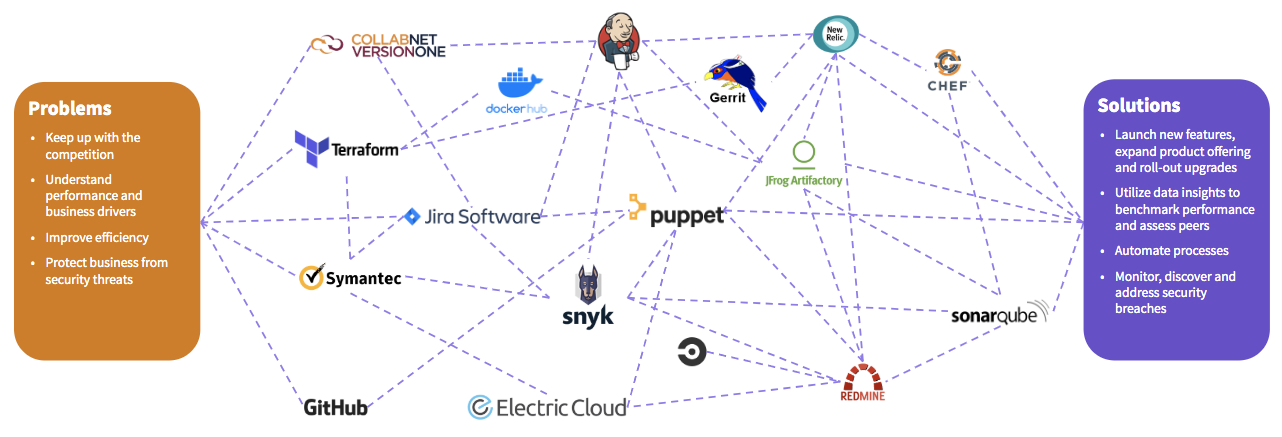 Problems
• Keep up with the
competition
• Understand
performance and
business drivers
• Improve efficiency
• Protect business from
security threats
COLLABNET
VERSIONONE
dockerhub
New
Relic.
Gerrit
CHEF
Terraform
JFrog Artifactory
Jira Software
puppet
Symantec
snyk
sonarqube
REDMINE
GitHub
Electric Cloud
Solutions
• Launch new features,
expand product offering
and roll-out upgrades
• Utilize data insights to
benchmark performance
and assess peers
• Automate processes
• Monitor, discover and
address security
breaches